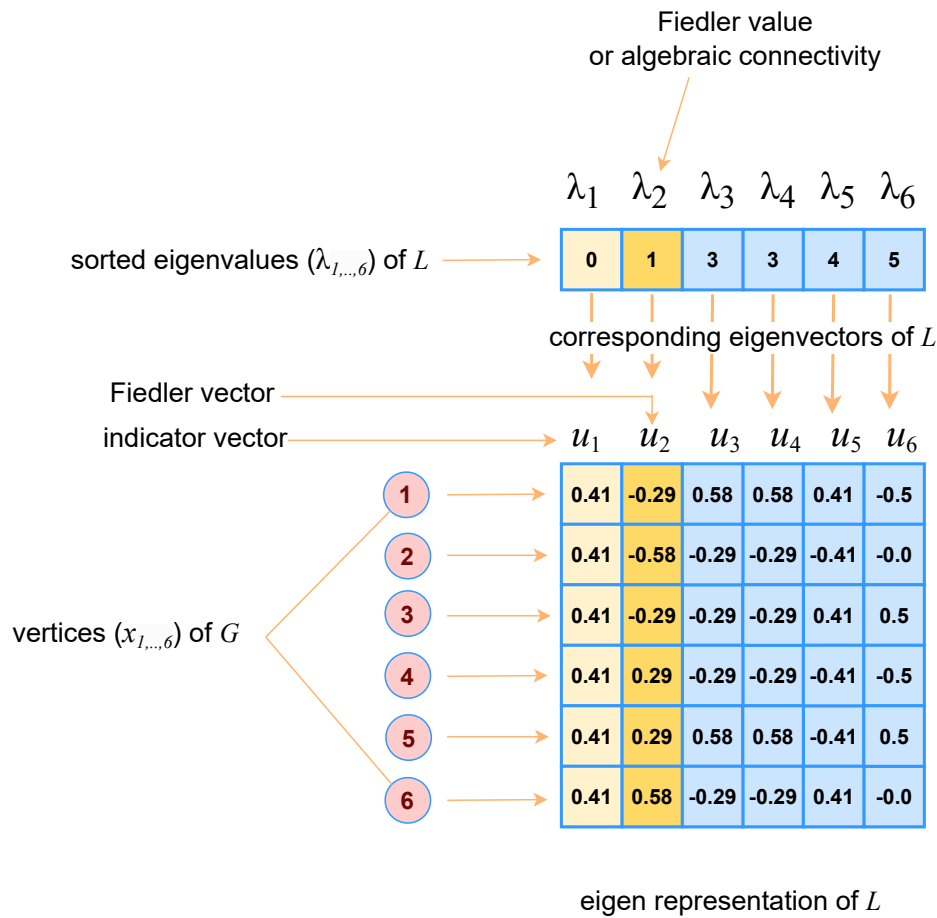 Fiedler value
or algebraic connectivity
λ1 λ2 λ3 λ4 λ5 λ6
sorted eigenvalues (λ1,..,6) of L
0 1 3 3 4 5
corresponding eigenvectors of L
Fiedler vector
indicator vector
u1 u2 u3 u4 u5 u6
1 0.41 -0.29 0.58 0.58 0.41 -0.5
2 0.41 -0.58 -0.29 -0.29 -0.41 -0.0
3 0.41 -0.29 -0.29 -0.29 0.41 0.5
vertices (x1,..,6) of G
4 0.41 0.29 -0.29 -0.29 -0.41 -0.5
5 0.41 0.29 0.58 0.58 -0.41 0.5
6 0.41 0.58 -0.29 -0.29 0.41 -0.0
eigen representation of L